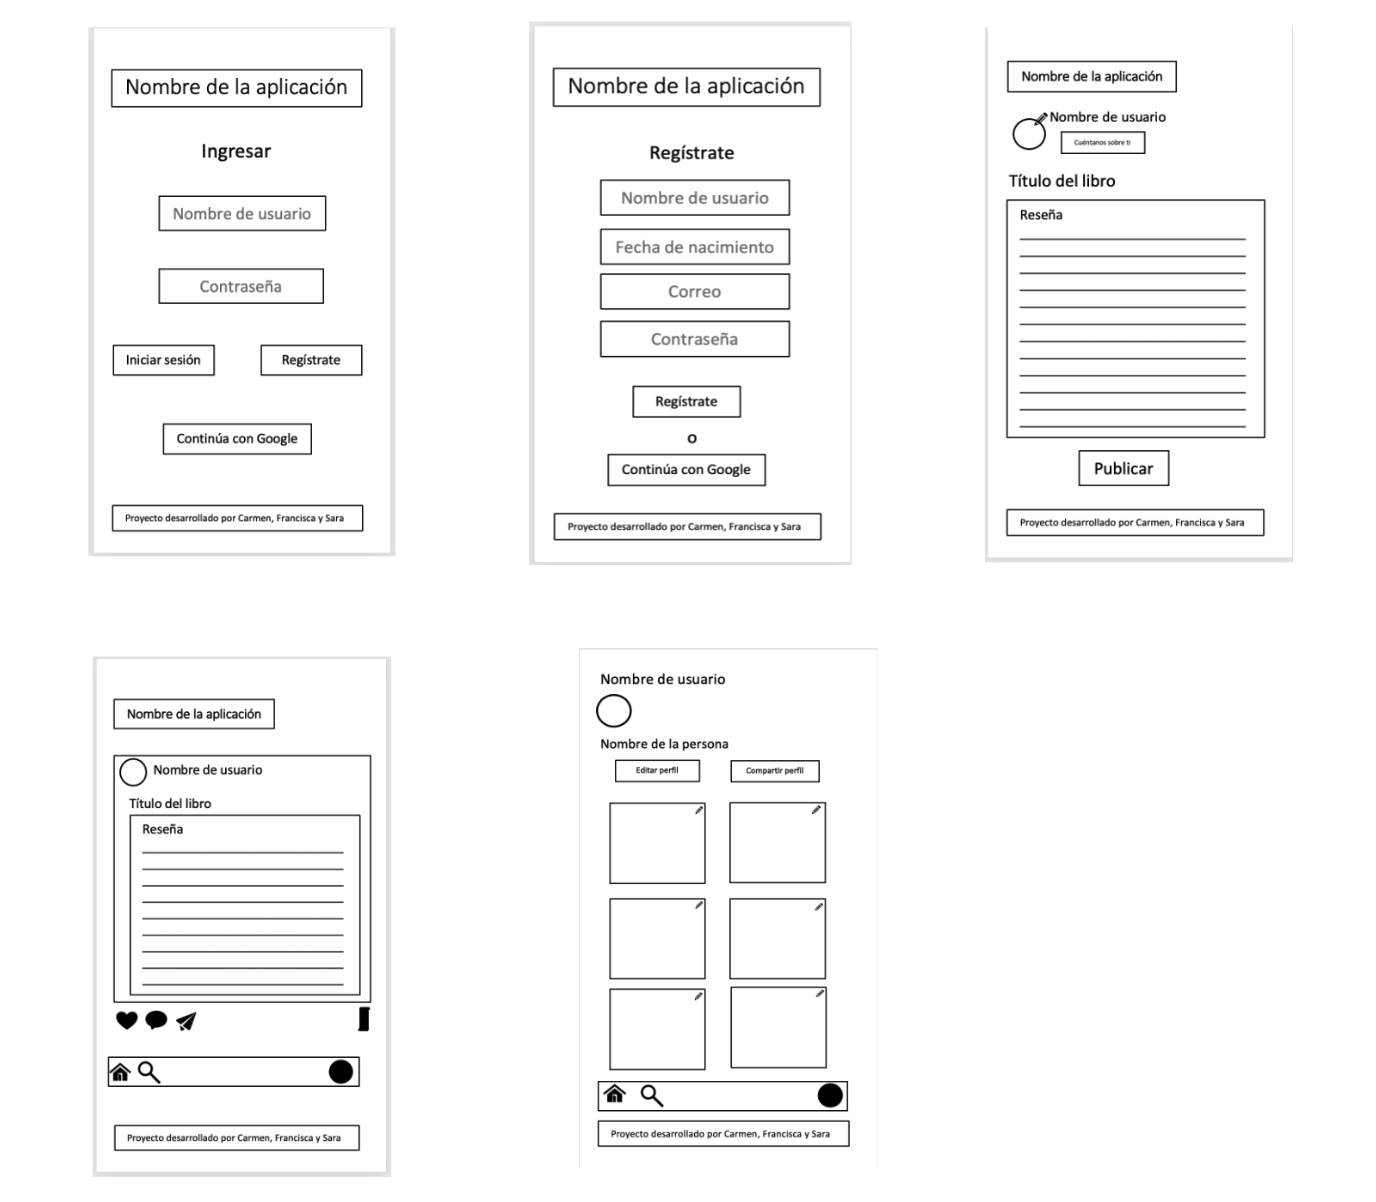 Nombre de la aplicación
Ingresar
Nombre de usuario
Contraseña
Iniciar sesión
Regístrate
Continúa con Google
Proyecto desarrollado por Carmen, Francisca y Sara
Nombre de la aplicación
Regístrate
Nombre de usuario
Fecha de nacimiento
Correo
Contraseña
Regístrate
O
Continúa con Google
Proyecto desarrollado por Carmen, Francisca y Sara
Nombre de la aplicación
Nombre de usuario
Cuéntanos sobre ti
Título del libro
Reseña
Publicar
Proyecto desarrollado por Carmen, Francisca y Sara
Nombre de la aplicación
Nombre de usuario
Título del libro
Reseña
Proyecto desarrollado por Carmen, Francisca y Sara
Nombre de usuario
Nombre de la persona
Editar perfil
Compartir perfil
Proyecto desarrollado por Carmen, Francisca y Sara